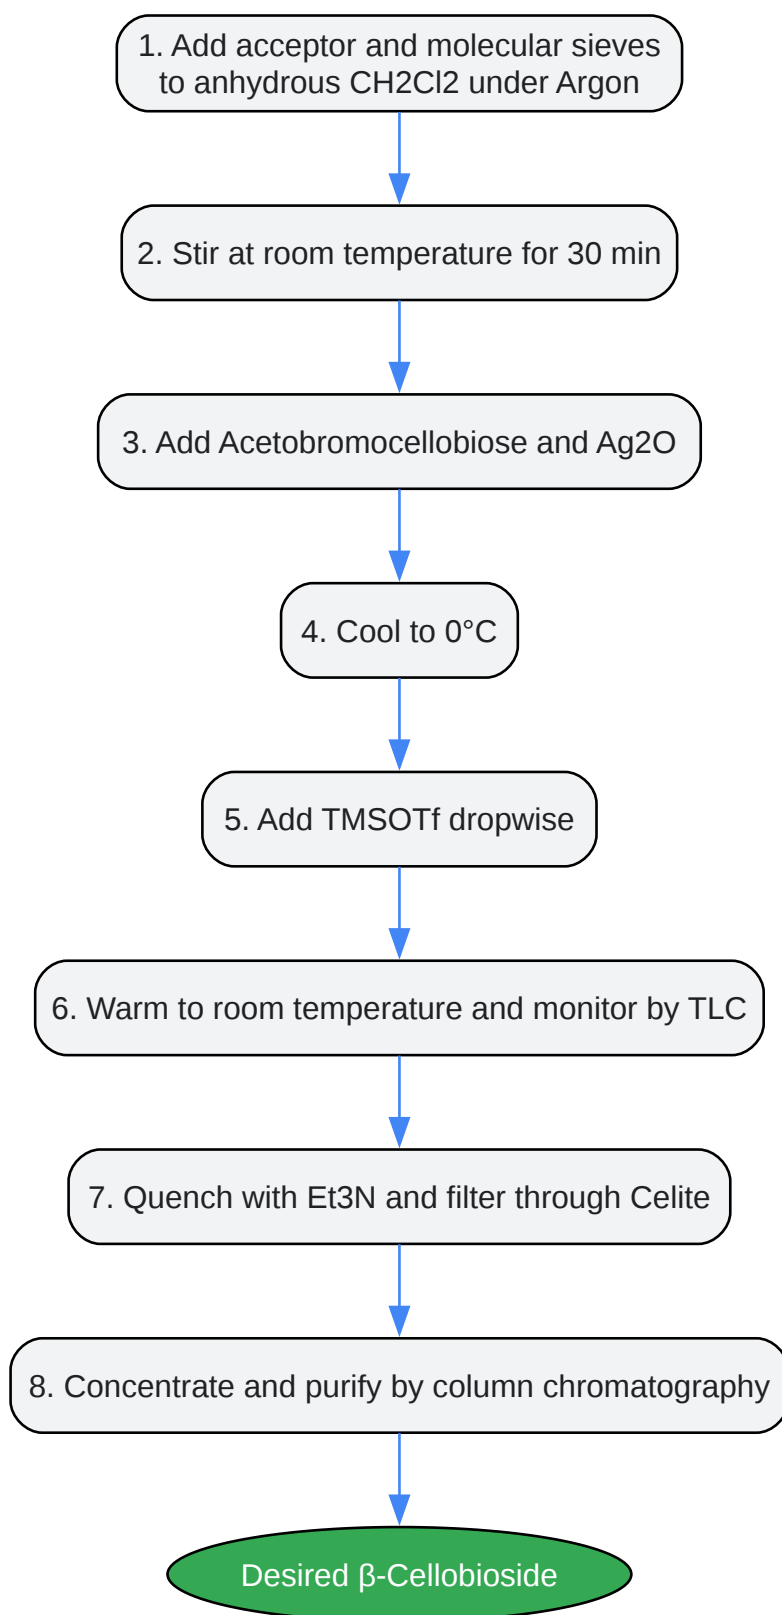 1. Add acceptor and molecular sieves
to anhydrous CH2Cl2 under Argon
2. Stir at room temperature for 30 min
3. Add Acetobromocellobiose and Ag2O
4. Cool to 0°C
5. Add TMSOTf dropwise
6. Warm to room temperature and monitor by TLC
7. Quench with Et3N and filter through Celite
8. Concentrate and purify by column chromatography
Desired β-Cellobioside